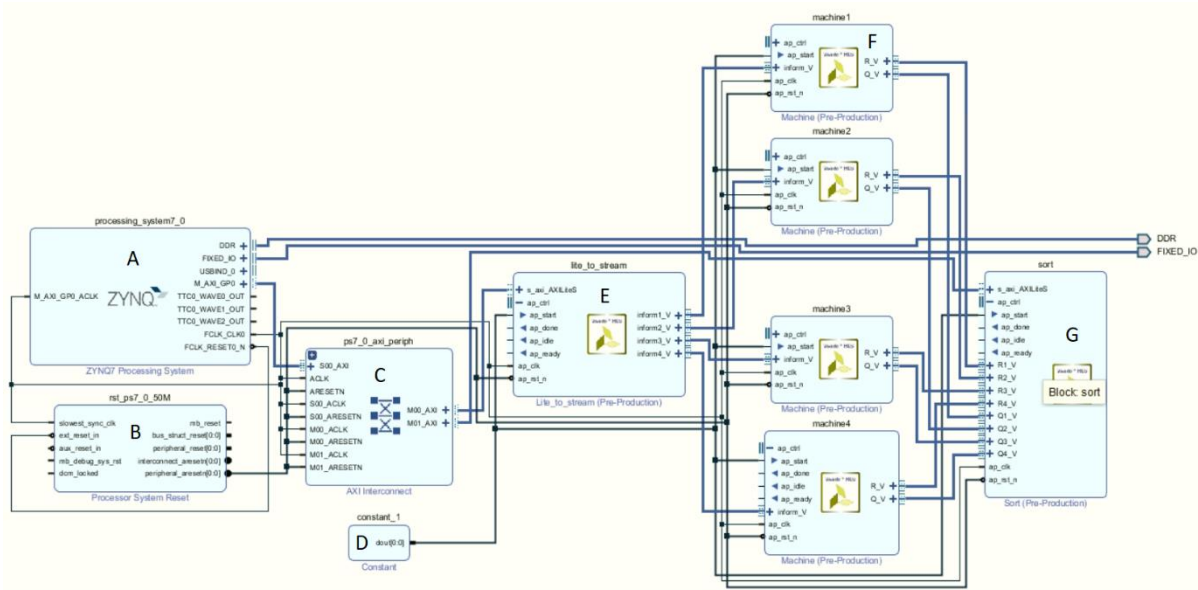 machine1
F
ap_ctrl
ap_start
inform_V
ap_clk
ap_rst_n
R_V
Q_V
Machine (Pre-Production)
machine2
ap_ctrl
ap_start
inform_V
ap_clk
ap_rst_n
R_V
Q_V
Machine (Pre-Production)
processing_system7_0
A
DDR
FIXED_IO
USBIND_0
M_AXI_GP0
M_AXI_GP0_ACLK
ZYNQ
TTC0_WAVE0_OUT
TTC0_WAVE1_OUT
TTC0_WAVE2_OUT
FCLK_CLK0
FCLK_RESET0_N
ZYNQ7 Processing System
DDR
FIXED_IO
lite_to_stream
E
s_axi_AXILiteS
ap_ctrl
ap_start
ap_done
ap_idle
ap_ready
ap_clk
ap_rst_n
inform1_V
inform2_V
inform3_V
inform4_V
Lite_to_stream (Pre-Production)
sort
G
s_axi_AXILiteS
ap_ctrl
ap_start
ap_done
ap_idle
ap_ready
R1_V
R2_V
R3_V
R4_V
Q1_V
Q2_V
Q3_V
Q4_V
ap_clk
ap_rst_n
Block: sort
Sort (Pre-Production)
machine3
ap_ctrl
ap_start
inform_V
ap_clk
ap_rst_n
R_V
Q_V
Machine (Pre-Production)
ps7_0_axi_periph
C
S00_AXI
ACLK
ARESETN
S00_ACLK
S00_ARESETN
M00_ACLK
M00_ARESETN
M01_ACLK
M01_ARESETN
M00_AXI
M01_AXI
AXI Interconnect
rst_ps7_0_50M
B
slowest_sync_clk
ext_reset_in
aux_reset_in
mb_debug_sys_rst
dcm_locked
mb_reset
bus_struct_reset[0:0]
peripheral_reset[0:0]
interconnect_aresetn[0:0]
peripheral_aresetn[0:0]
Processor System Reset
machine4
ap_ctrl
ap_start
ap_done
ap_idle
ap_ready
inform_V
ap_clk
ap_rst_n
R_V
Q_V
Machine (Pre-Production)
constant_1
D
dout[0:0]
Constant